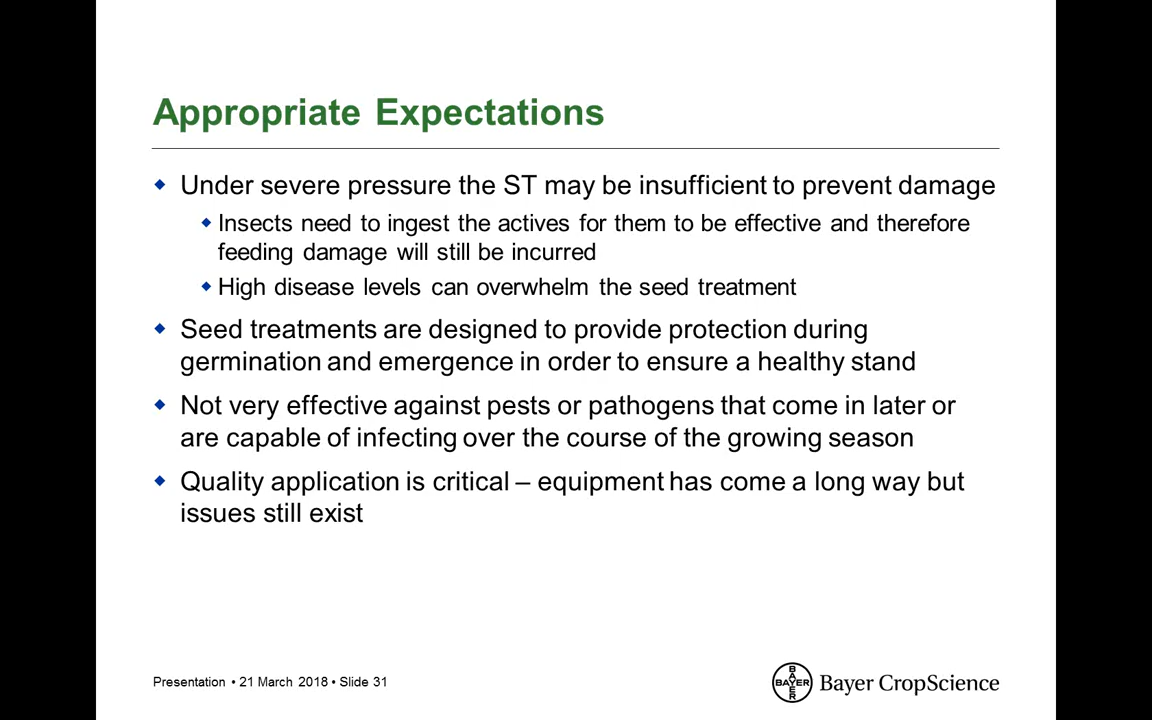 Appropriate Expectations
Under severe pressure the ST may be insufficient to prevent damage
Insects need to ingest the actives for them to be effective and therefore
feeding damage will still be incurred
High disease levels can overwhelm the seed treatment
Seed treatments are designed to provide protection during
germination and emergence in order to ensure a healthy stand
Not very effective against pests or pathogens that come in later or
are capable of infecting over the course of the growing season
Quality application is critical – equipment has come a long way but
issues still exist
Presentation • 21 March 2018 • Slide 31
BAYER
BAYER
Bayer CropScience